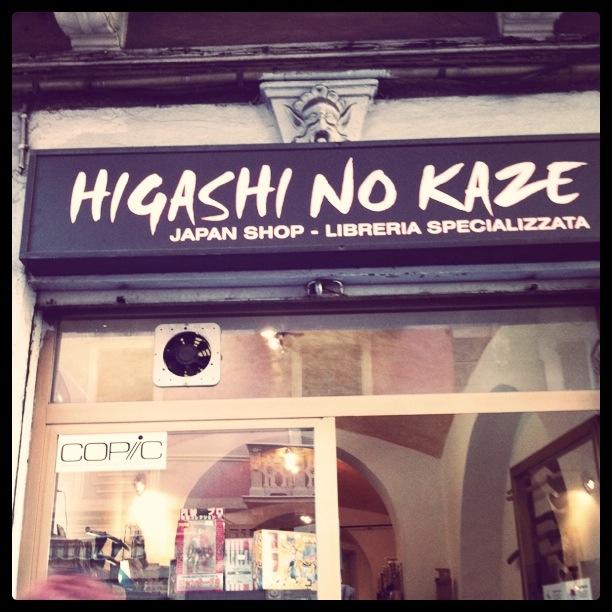 HIGASHI NO KAZE
JAPAN SHOP - LIBRERIA SPECIALIZZATA
COPIC